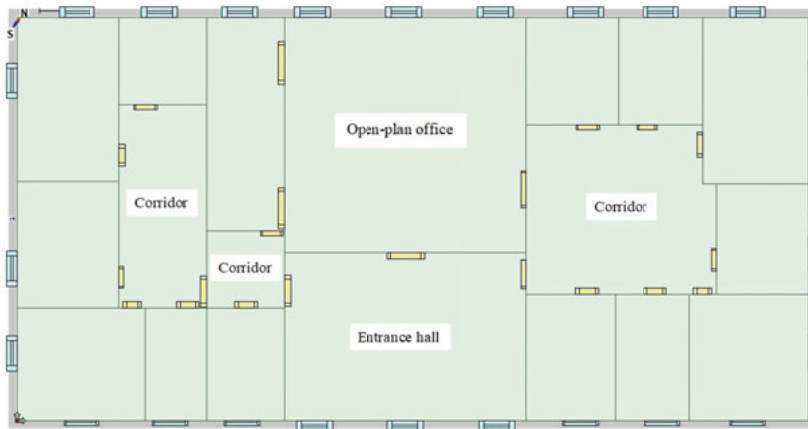 N
S
Open-plan office
Corridor
Corridor
Corridor
Entrance hall